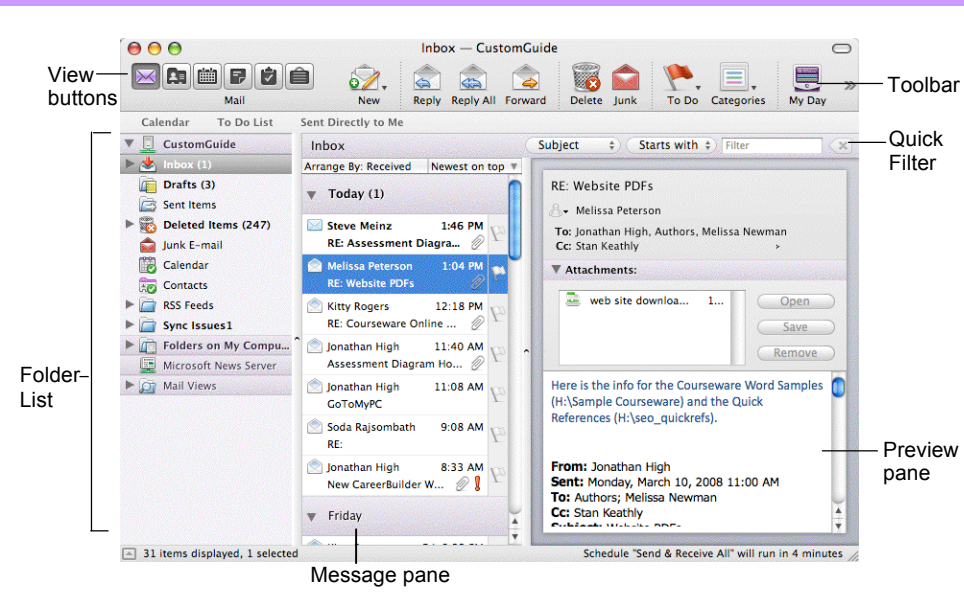 Inbox — CustomGuide
View buttons
Mail
New
Reply
Reply All
Forward
Delete
Junk
To Do
Categories
My Day
»
Toolbar
Calendar
To Do List
Sent Directly to Me
CustomGuide
Inbox (1)
Drafts (3)
Sent Items
Deleted Items (247)
Junk E-mail
Calendar
Contacts
RSS Feeds
Sync Issues1
Folders on My Compu...
Microsoft News Server
Mail Views
Folder List
Inbox
Subject
Starts with
Filter
Quick Filter
Arrange By: Received
Newest on top
Today (1)
Steve Meinz 1:46 PM
RE: Assessment Diagra...
Melissa Peterson 1:04 PM
RE: Website PDFs
Kitty Rogers 12:18 PM
RE: Courseware Online ...
Jonathan High 11:40 AM
Assessment Diagram Ho...
Jonathan High 11:08 AM
GoToMyPC
Soda Rajsombath 9:08 AM
RE:
Jonathan High 8:33 AM
New CareerBuilder W...
Friday
RE: Website PDFs
Melissa Peterson
To: Jonathan High, Authors, Melissa Newman
Cc: Stan Keathly
Attachments:
web site downloa... 1...
Open
Save
Remove
Here is the info for the Courseware Word Samples
(H:\Sample Courseware) and the Quick
References (H:\seo_quickrefs).
From: Jonathan High
Sent: Monday, March 10, 2008 11:00 AM
To: Authors; Melissa Newman
Cc: Stan Keathly
Subject: Website PDFs
Preview pane
31 items displayed, 1 selected
Schedule "Send & Receive All" will run in 4 minutes
Message pane